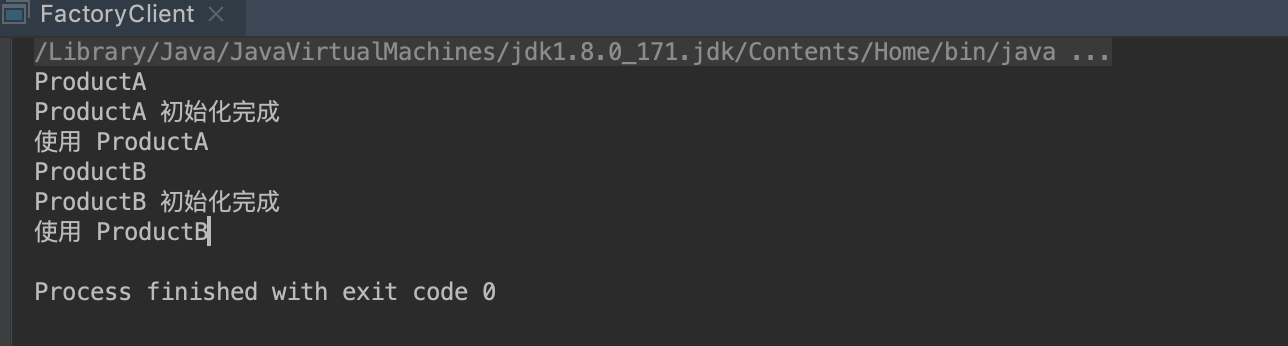 FactoryClient
/Library/Java/JavaVirtualMachines/jdk1.8.0_171.jdk/Contents/Home/bin/java ...
ProductA
ProductA 初始化完成
使用 ProductA
ProductB
ProductB 初始化完成
使用 ProductB
Process finished with exit code 0